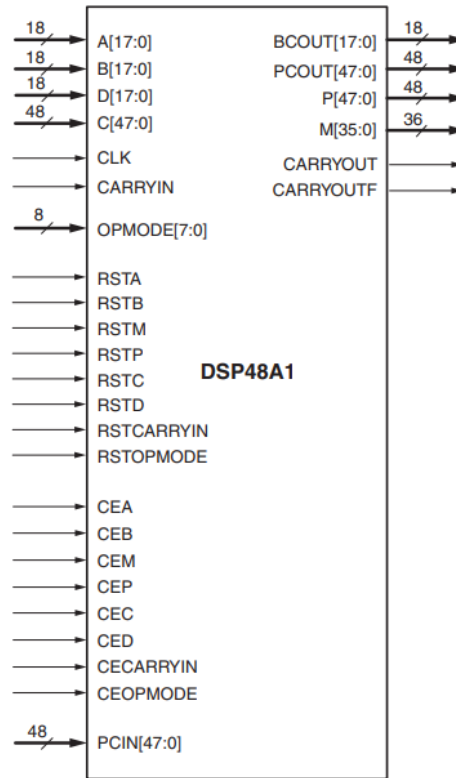 18 A[17:0] BCOUT[17:0] 18
18 B[17:0] PCOUT[47:0] 48
18 D[17:0] P[47:0] 48
48 C[47:0] M[35:0] 36
CLK CARRYOUT
CARRYIN CARRYOUTF
8 OPMODE[7:0]
RSTA
RSTB
RSTM
RSTP
RSTC
DSP48A1
RSTD
RSTCARRYIN
RSTOPMODE
CEA
CEB
CEM
CEP
CEC
CED
CECARRYIN
CEOPMODE
48 PCIN[47:0]